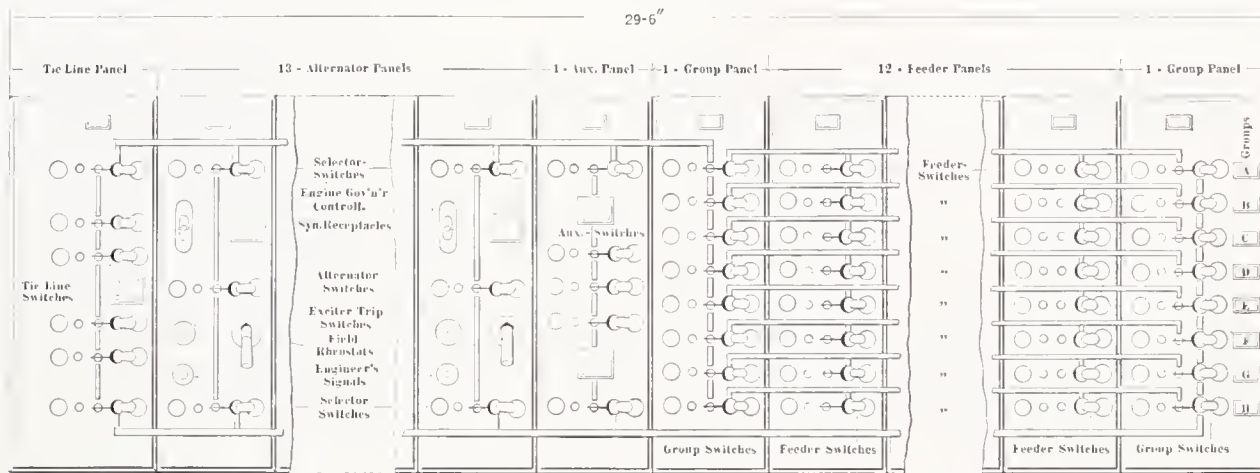 29-6"
Tie Line Panel
13 - Alternator Panels
1 - Aux. Panel
1 - Group Panel
12 - Feeder Panels
1 - Group Panel
Groups
Selector-
Switches
Engine Gov'n'r
Controll.
Syn. Receptacles
Alternator
Switches
Exciter Trip
Switches
Field
Rheostats
Engineer's
Signals
Selector
Switches
Tie Line
Switches
Aux.-Switches
Feeder-
Switches
"
"
"
"
"
"
"
A
B
C
D
E
F
G
H
Group Switches
Feeder Switches
Feeder Switches
Group Switches